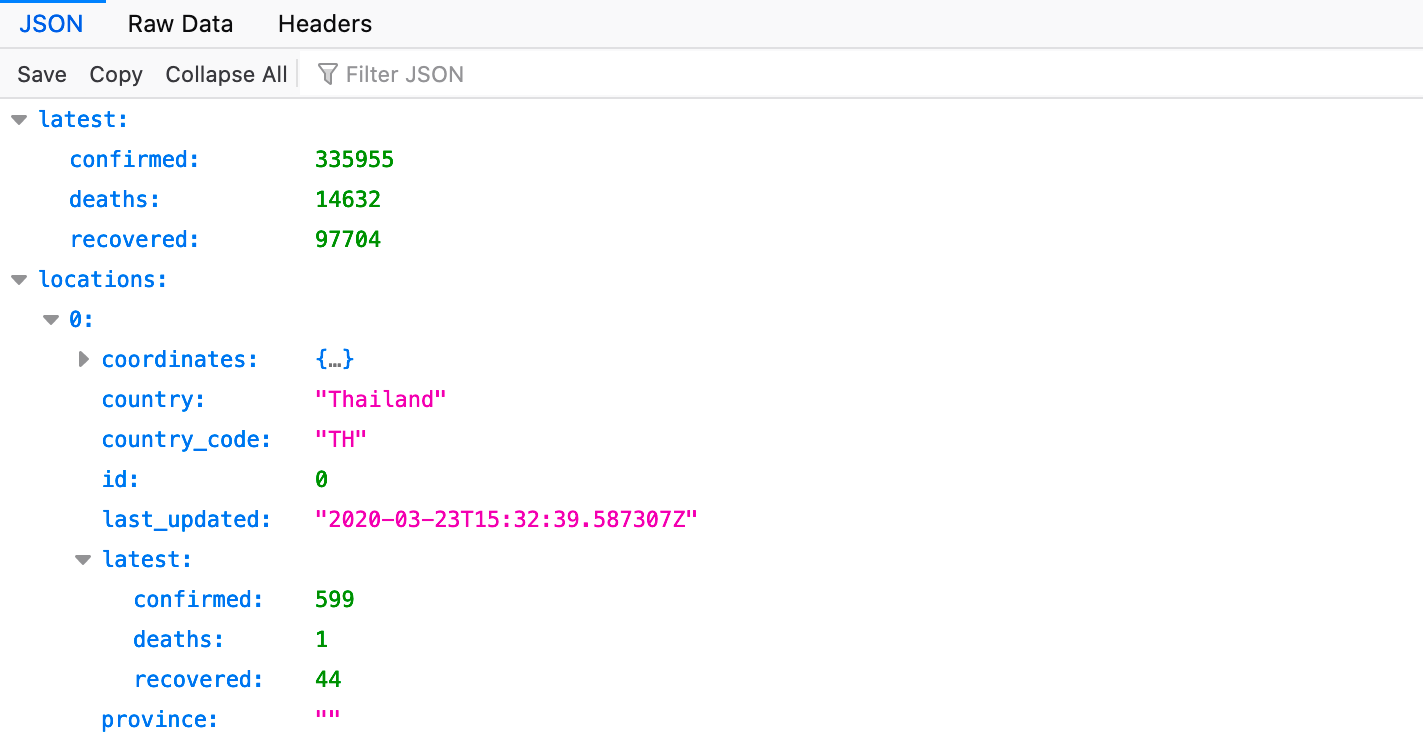 JSON Raw Data Headers
Save Copy Collapse All Filter JSON
latest:
confirmed: 335955
deaths: 14632
recovered: 97704
locations:
0:
coordinates: {…}
country: "Thailand"
country_code: "TH"
id: 0
last_updated: "2020-03-23T15:32:39.587307Z"
latest:
confirmed: 599
deaths: 1
recovered: 44
province: ""